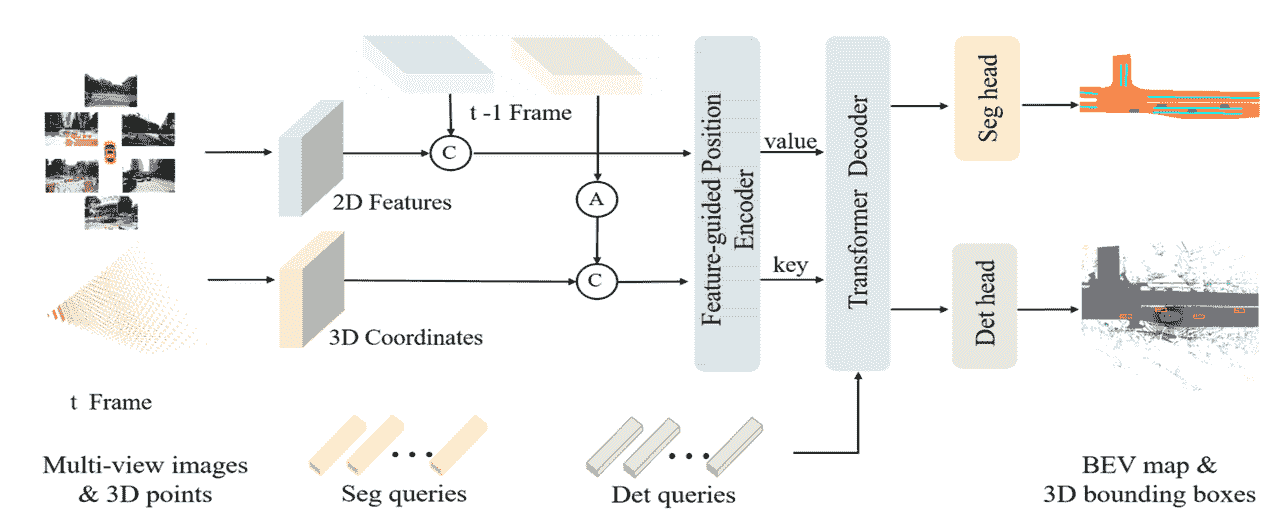 t -1 Frame
C
A
C
2D Features
3D Coordinates
Feature-guided Position
Encoder
value
key
Transformer Decoder
Seg head
Det head
t Frame
Multi-view images
& 3D points
Seg queries
Det queries
BEV map &
3D bounding boxes